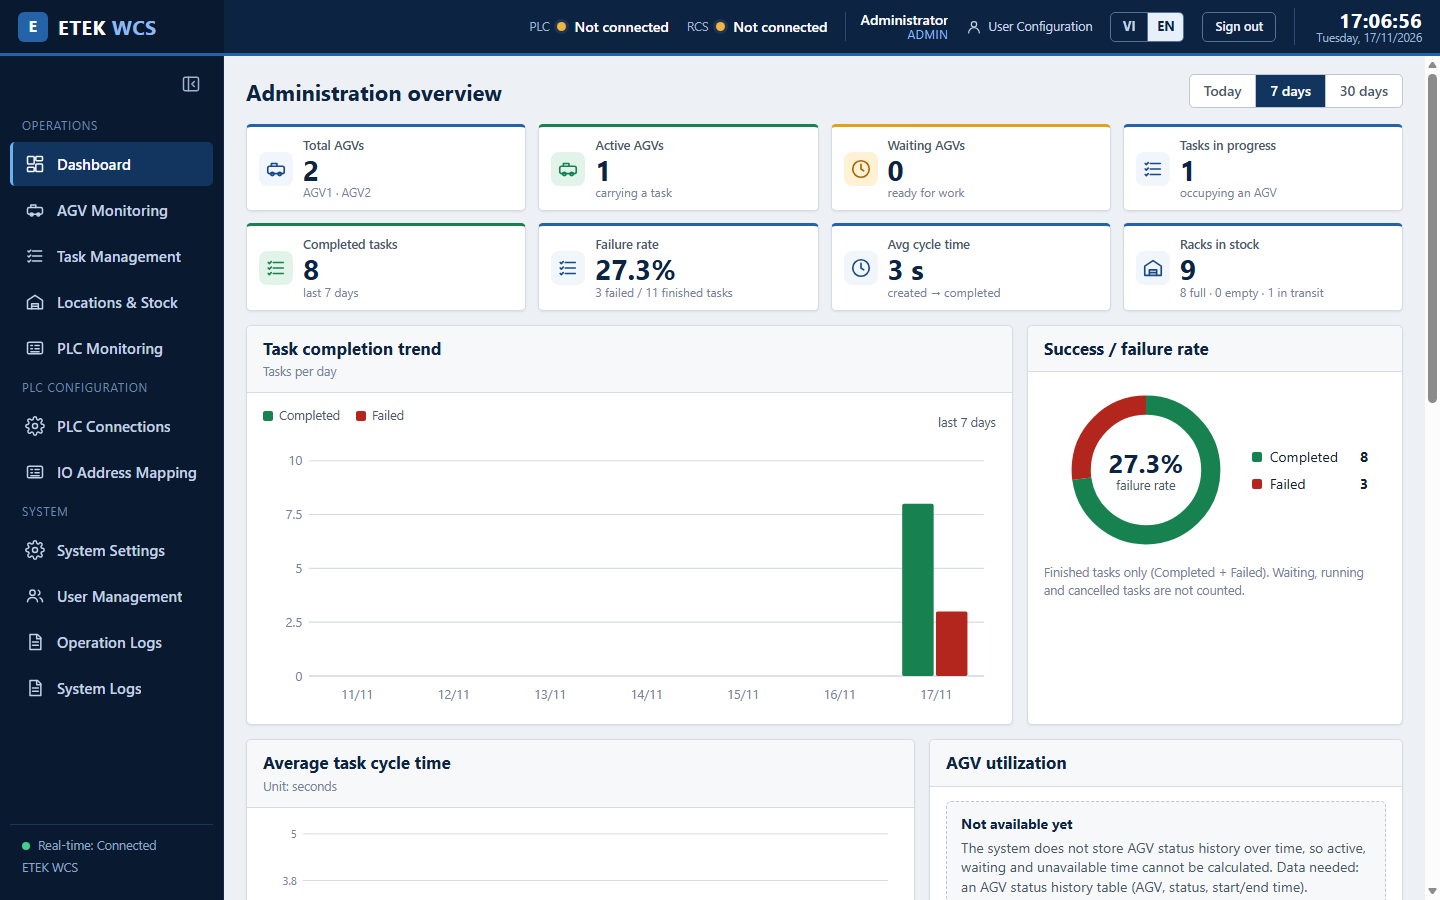 E ETEK WCS
PLC Not connected RCS Not connected
Administrator
ADMIN
User Configuration
VI EN
Sign out
17:06:56
Tuesday, 17/11/2026
OPERATIONS
Dashboard
AGV Monitoring
Task Management
Locations & Stock
PLC Monitoring
PLC CONFIGURATION
PLC Connections
IO Address Mapping
SYSTEM
System Settings
User Management
Operation Logs
System Logs
Real-time: Connected
ETEK WCS
Administration overview
Today 7 days 30 days
Total AGVs
2
AGV1 · AGV2
Active AGVs
1
carrying a task
Waiting AGVs
0
ready for work
Tasks in progress
1
occupying an AGV
Completed tasks
8
last 7 days
Failure rate
27.3%
3 failed / 11 finished tasks
Avg cycle time
3 s
created → completed
Racks in stock
9
8 full · 0 empty · 1 in transit
Task completion trend
Tasks per day
Completed Failed
last 7 days
10
7.5
5
2.5
0
11/11 12/11 13/11 14/11 15/11 16/11 17/11
Success / failure rate
27.3%
failure rate
Completed 8
Failed 3
Finished tasks only (Completed + Failed). Waiting, running
and cancelled tasks are not counted.
Average task cycle time
Unit: seconds
5
3.8
AGV utilization
Not available yet
The system does not store AGV status history over time, so active,
waiting and unavailable time cannot be calculated. Data needed:
an AGV status history table (AGV, status, start/end time).